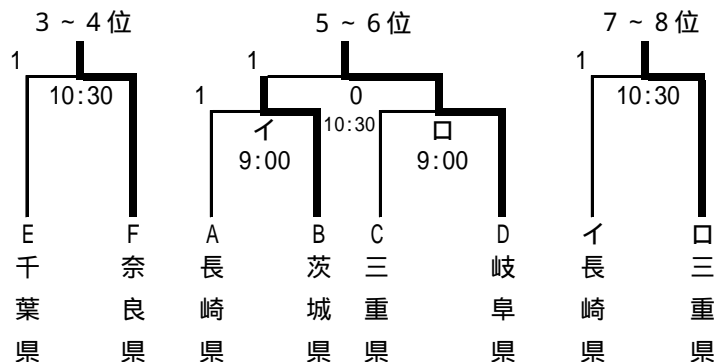 3～4位
5～6位
7～8位
1
1
1
10:30
1
0
10:30
イ
10:30
ロ
9:00
9:00
E
F
A
B
C
D
イ
ロ
千葉県
奈良県
長崎県
茨城県
三重県
岐阜県
長崎県
三重県